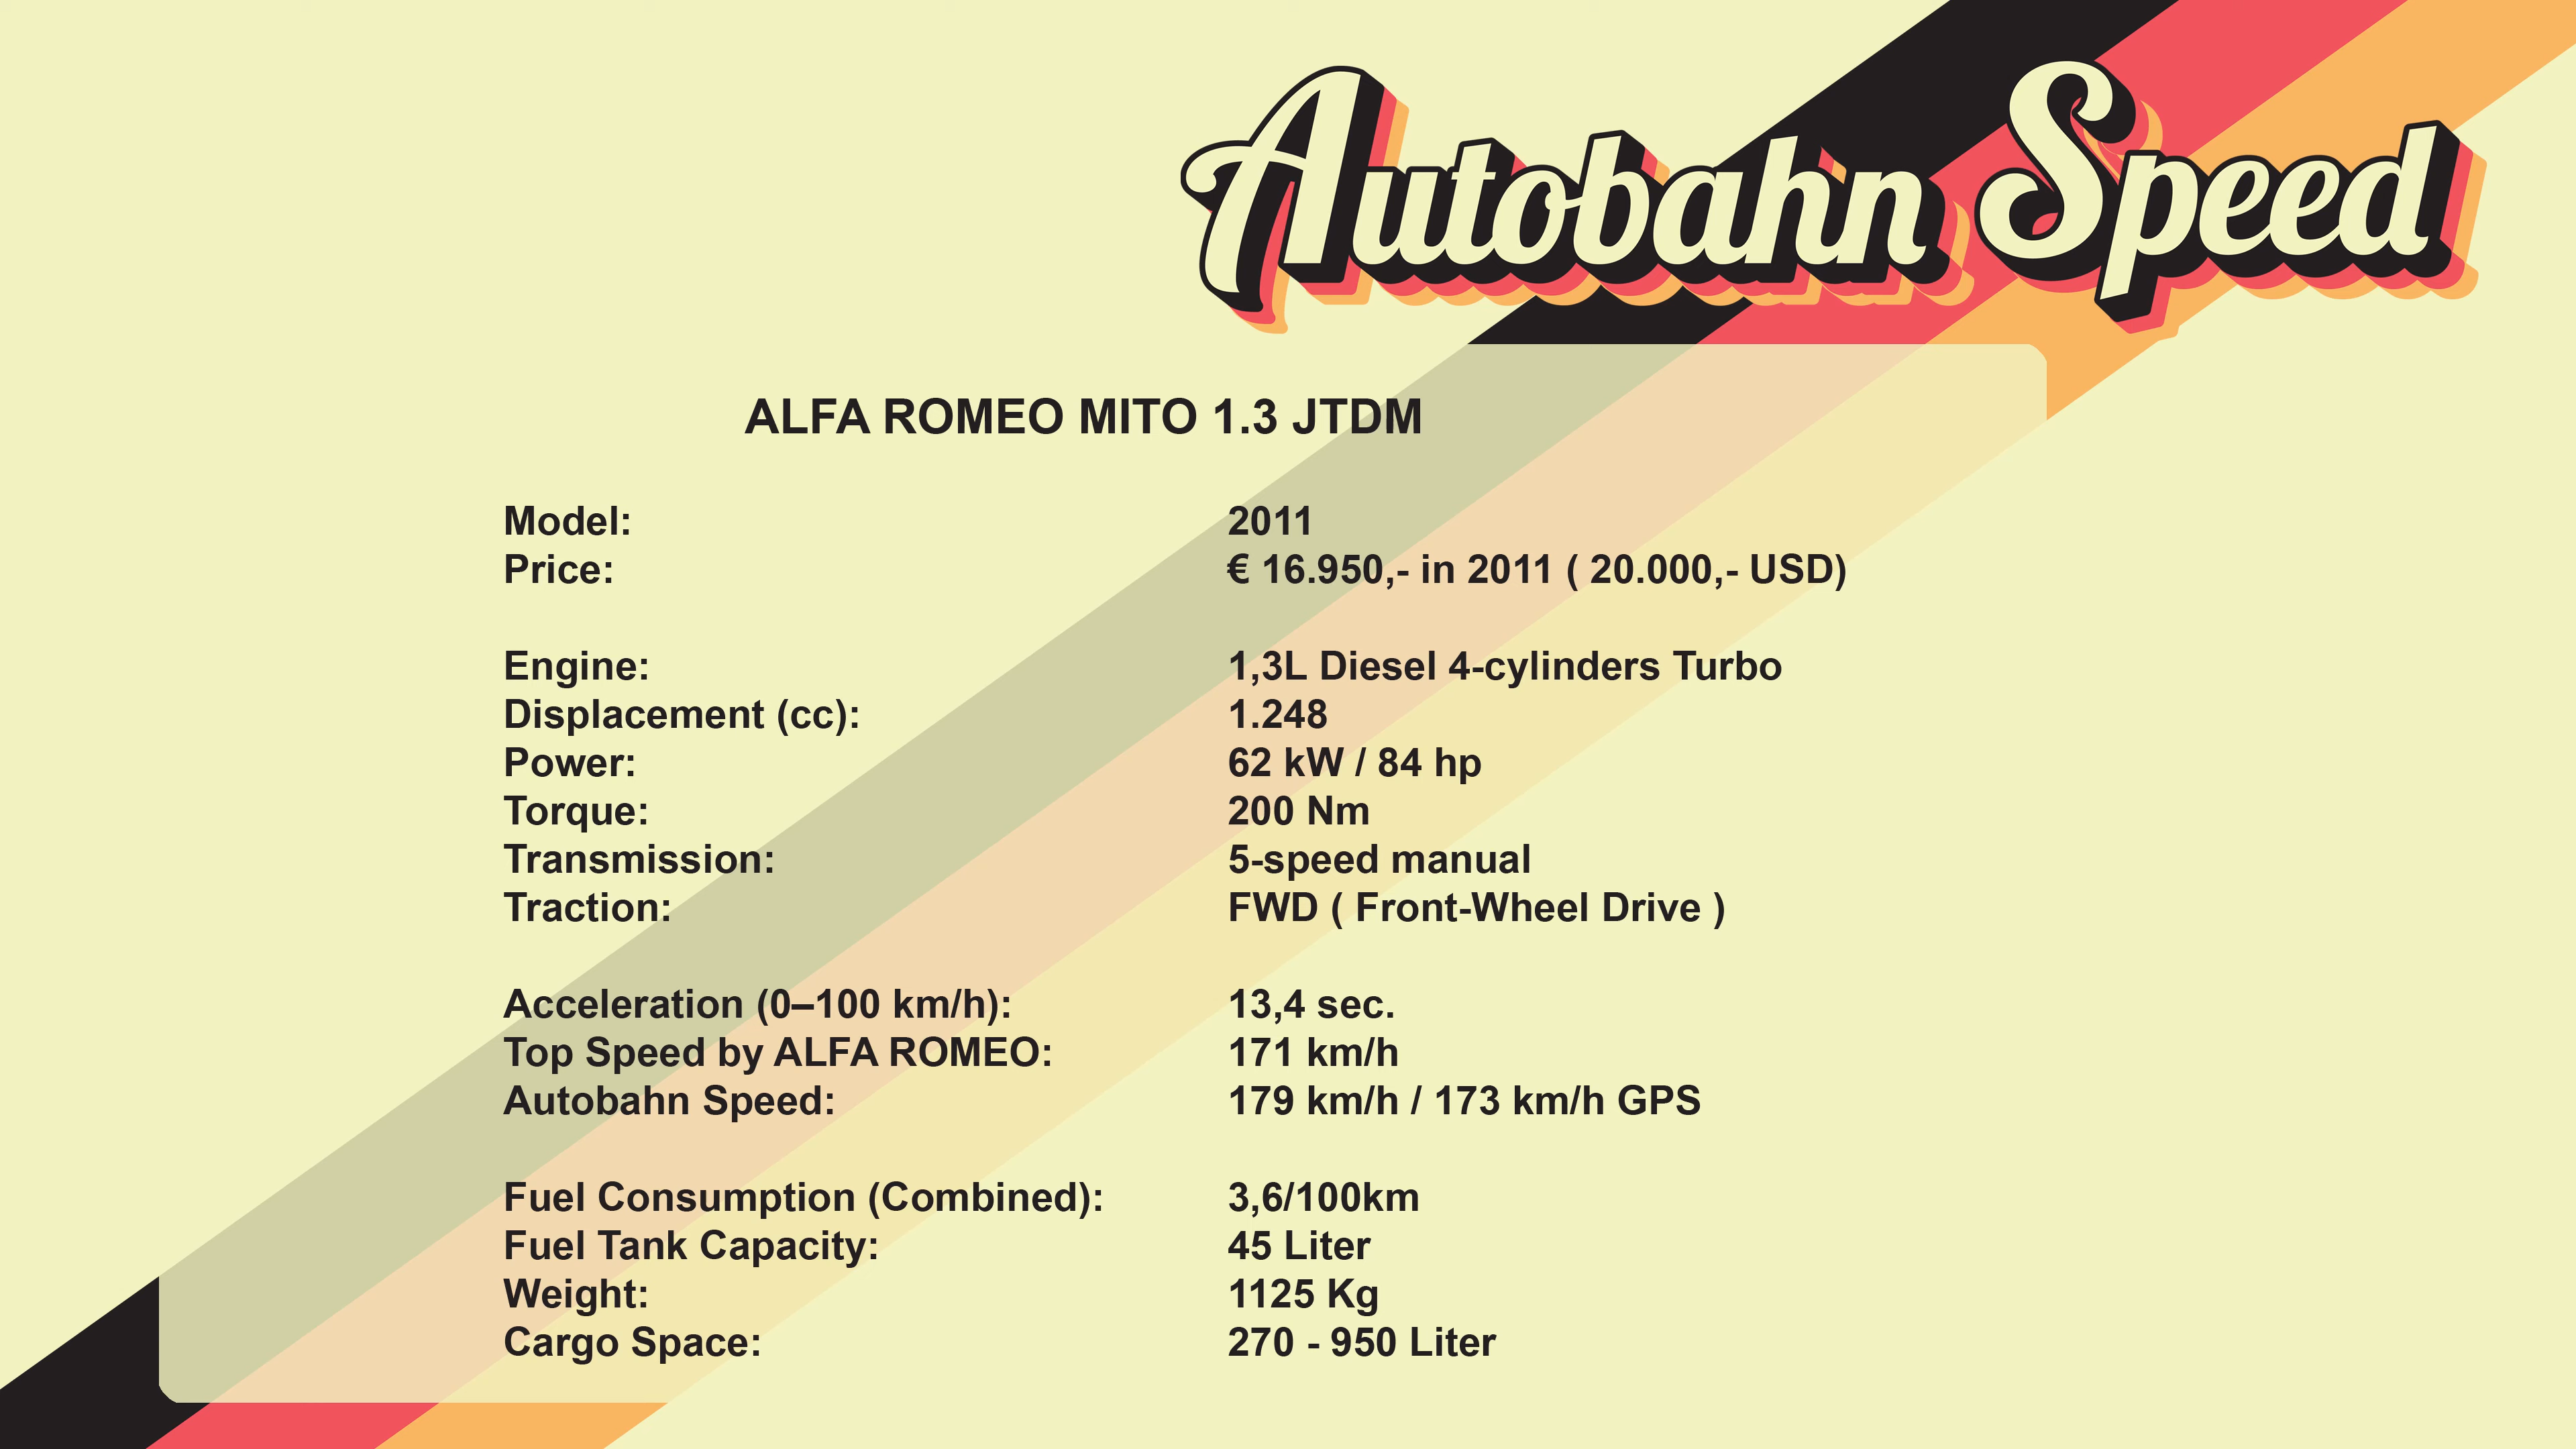 Autobahn Speed
ALFA ROMEO MITO 1.3 JTDM
Model: 2011
Price: € 16.950,- in 2011 ( 20.000,- USD)
Engine: 1,3L Diesel 4-cylinders Turbo
Displacement (cc): 1.248
Power: 62 kW / 84 hp
Torque: 200 Nm
Transmission: 5-speed manual
Traction: FWD ( Front-Wheel Drive )
Acceleration (0–100 km/h): 13,4 sec.
Top Speed by ALFA ROMEO: 171 km/h
Autobahn Speed: 179 km/h / 173 km/h GPS
Fuel Consumption (Combined): 3,6/100km
Fuel Tank Capacity: 45 Liter
Weight: 1125 Kg
Cargo Space: 270 - 950 Liter